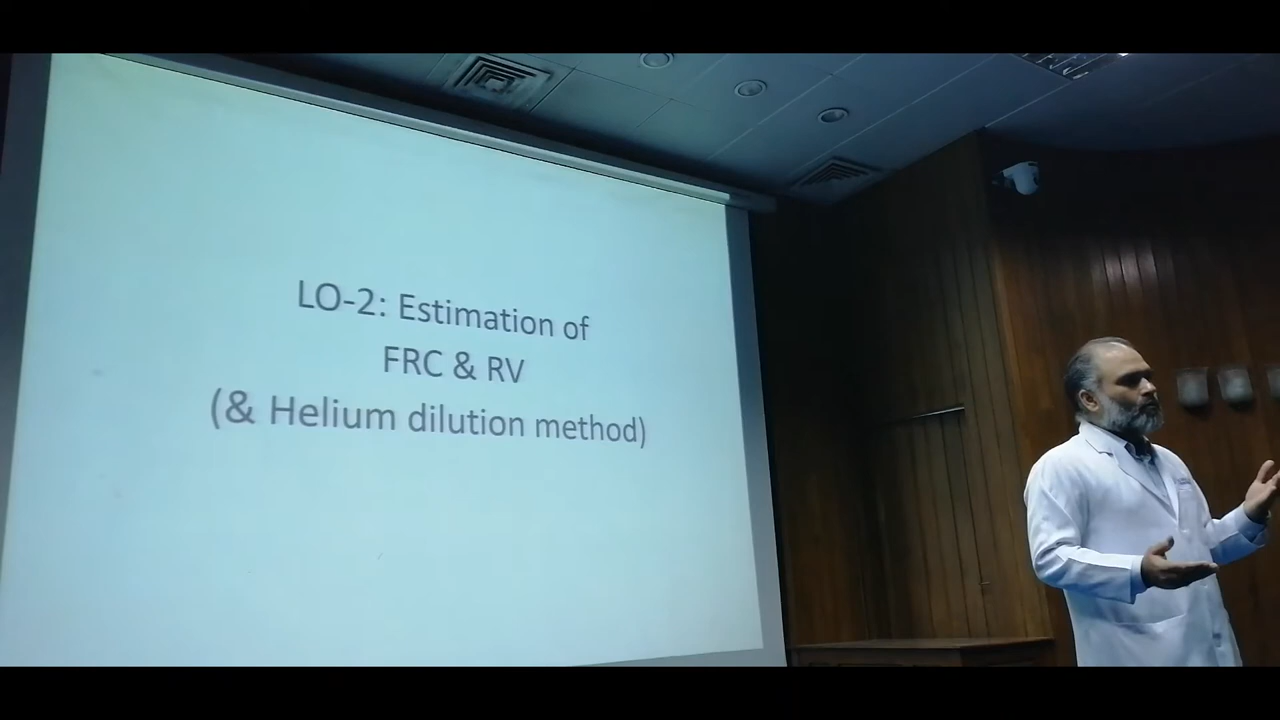 LO-2: Estimation of
FRC & RV
(& Helium dilution method)